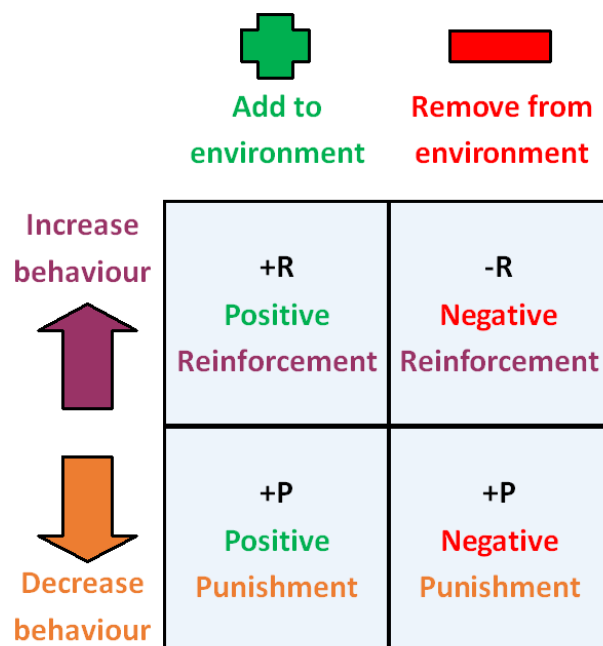 Add to
environment
Remove from
environment
Increase
behaviour
+R
Positive
Reinforcement
-R
Negative
Reinforcement
Decrease
behaviour
+P
Positive
Punishment
+P
Negative
Punishment